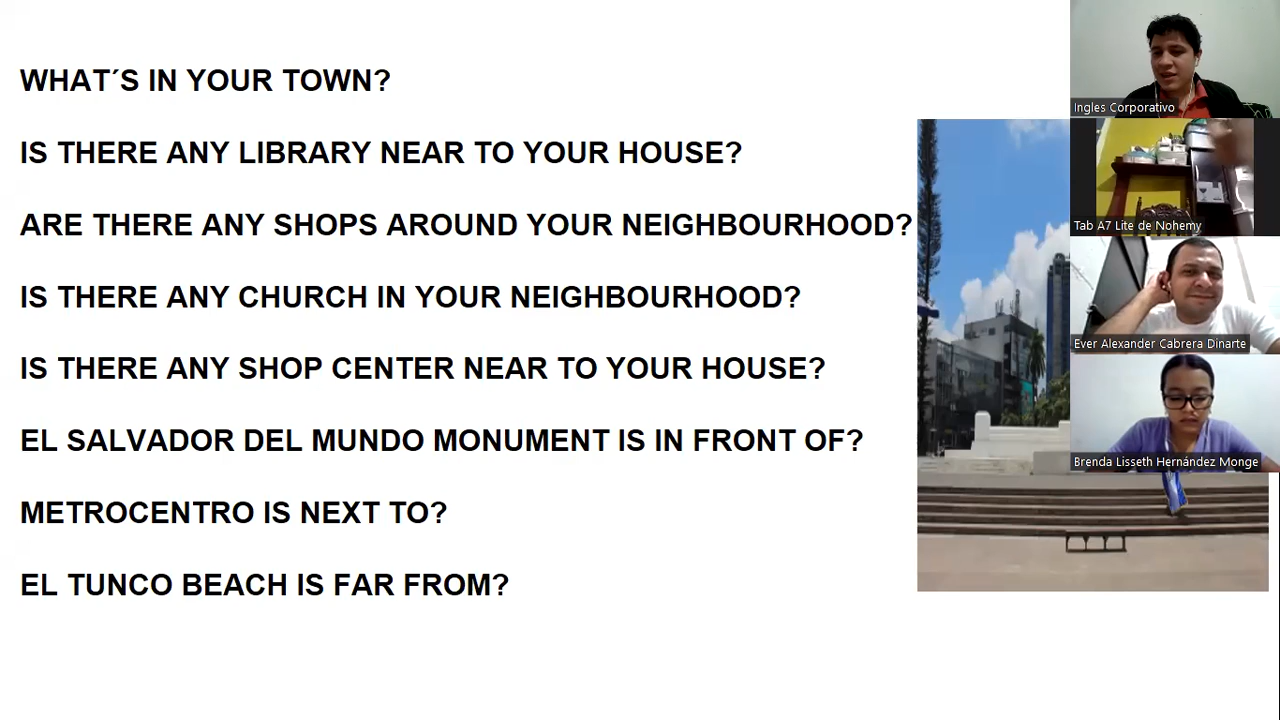 WHAT´S IN YOUR TOWN?
IS THERE ANY LIBRARY NEAR TO YOUR HOUSE?
ARE THERE ANY SHOPS AROUND YOUR NEIGHBOURHOOD?
IS THERE ANY CHURCH IN YOUR NEIGHBOURHOOD?
IS THERE ANY SHOP CENTER NEAR TO YOUR HOUSE?
EL SALVADOR DEL MUNDO MONUMENT IS IN FRONT OF?
METROCENTRO IS NEXT TO?
EL TUNCO BEACH IS FAR FROM?
Ingles Corporativo
Tab A7 Lite de Nohemy
Ever Alexander Cabrera Dinarte
Brenda Lisseth Hernández Monge